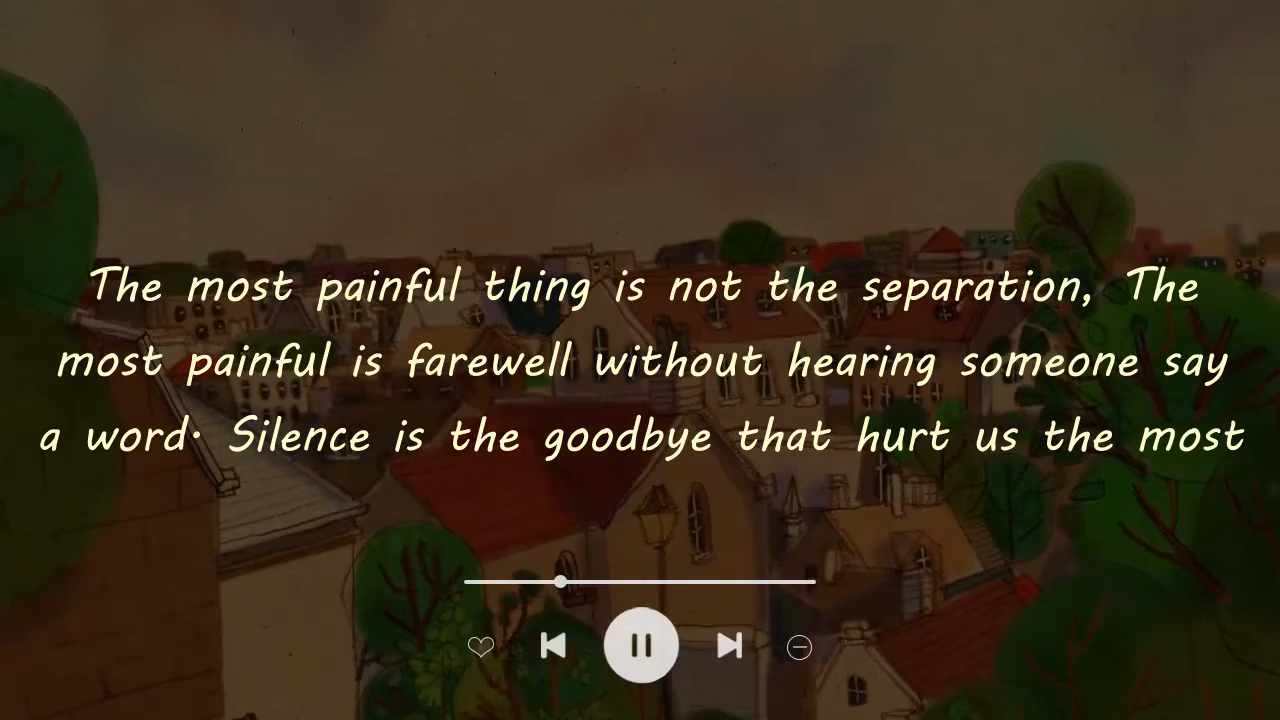 The most painful thing is not the separation, The
most painful is farewell without hearing someone say
a word. Silence is the goodbye that hurt us the most